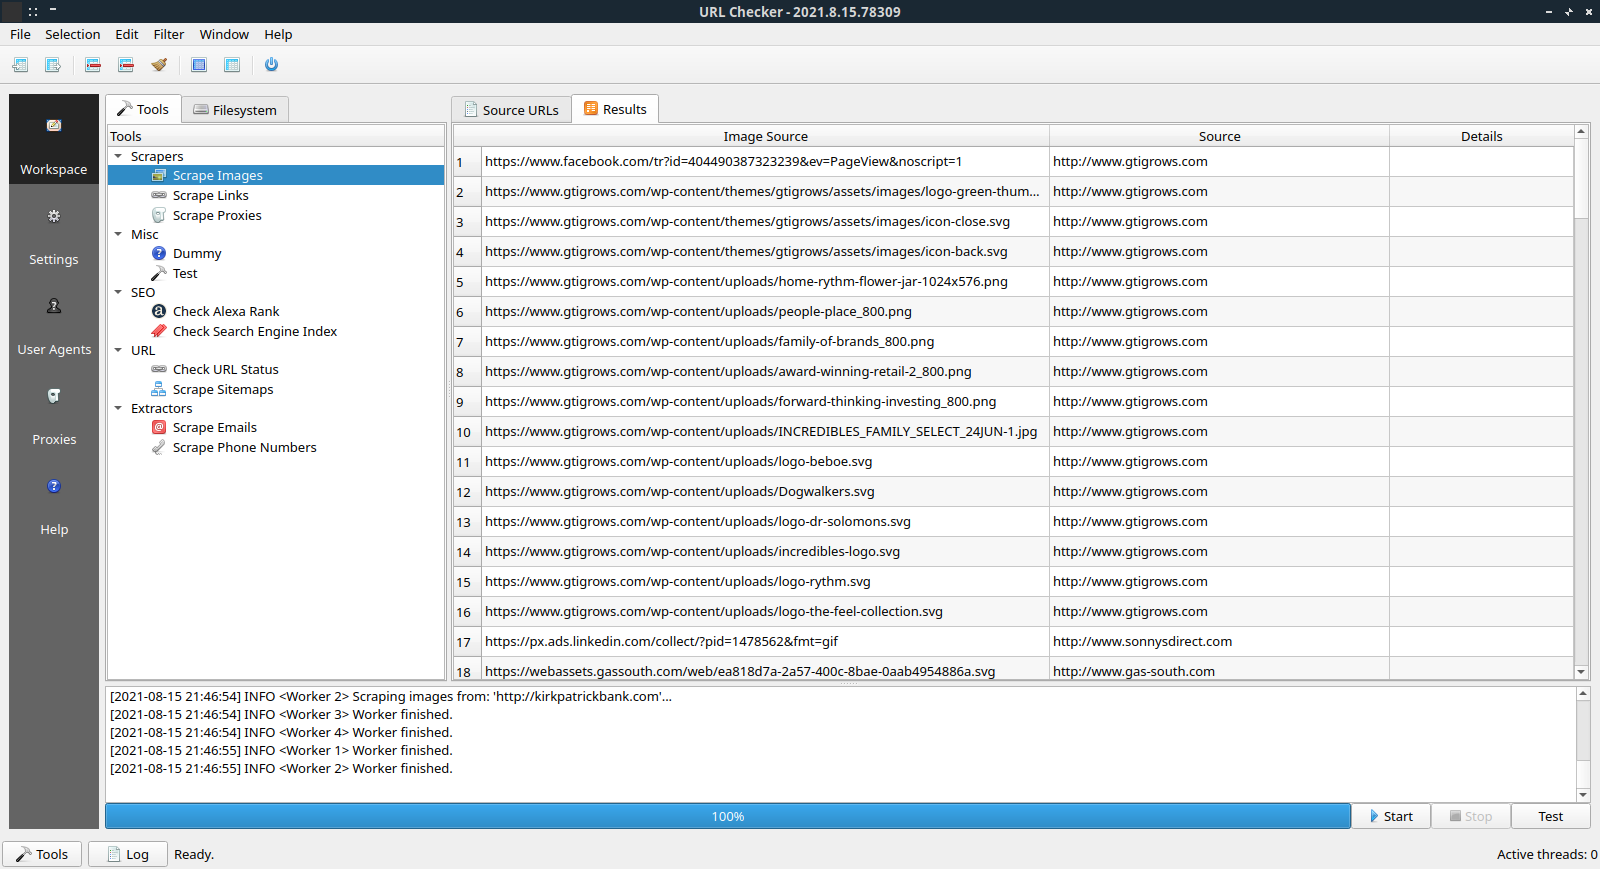 URL Checker - 2021.8.15.78309
File Selection Edit Filter Window Help
Workspace
Settings
User Agents
Proxies
Help
Tools Filesystem
Tools
Scrapers
Scrape Images
Scrape Links
Scrape Proxies
Misc
Dummy
Test
SEO
Check Alexa Rank
Check Search Engine Index
URL
Check URL Status
Scrape Sitemaps
Extractors
Scrape Emails
Scrape Phone Numbers
Source URLs Results
Image Source Source Details
1 https://www.facebook.com/tr?id=404490387323239&ev=PageView&noscript=1 http://www.gtigrows.com
2 https://www.gtigrows.com/wp-content/themes/gtigrows/assets/images/logo-green-thum... http://www.gtigrows.com
3 https://www.gtigrows.com/wp-content/themes/gtigrows/assets/images/icon-close.svg http://www.gtigrows.com
4 https://www.gtigrows.com/wp-content/themes/gtigrows/assets/images/icon-back.svg http://www.gtigrows.com
5 https://www.gtigrows.com/wp-content/uploads/home-rythm-flower-jar-1024x576.png http://www.gtigrows.com
6 https://www.gtigrows.com/wp-content/uploads/people-place_800.png http://www.gtigrows.com
7 https://www.gtigrows.com/wp-content/uploads/family-of-brands_800.png http://www.gtigrows.com
8 https://www.gtigrows.com/wp-content/uploads/award-winning-retail-2_800.png http://www.gtigrows.com
9 https://www.gtigrows.com/wp-content/uploads/forward-thinking-investing_800.png http://www.gtigrows.com
10 https://www.gtigrows.com/wp-content/uploads/INCREDIBLES_FAMILY_SELECT_24JUN-1.jpg http://www.gtigrows.com
11 https://www.gtigrows.com/wp-content/uploads/logo-beboe.svg http://www.gtigrows.com
12 https://www.gtigrows.com/wp-content/uploads/Dogwalkers.svg http://www.gtigrows.com
13 https://www.gtigrows.com/wp-content/uploads/logo-dr-solomons.svg http://www.gtigrows.com
14 https://www.gtigrows.com/wp-content/uploads/incredibles-logo.svg http://www.gtigrows.com
15 https://www.gtigrows.com/wp-content/uploads/logo-rythm.svg http://www.gtigrows.com
16 https://www.gtigrows.com/wp-content/uploads/logo-the-feel-collection.svg http://www.gtigrows.com
17 https://px.ads.linkedin.com/collect/?pid=1478562&fmt=gif http://www.sonnysdirect.com
18 https://webassets.gassouth.com/web/ea818d7a-2a57-400c-8bae-0aab4954886a.svg http://www.gas-south.com
[2021-08-15 21:46:54] INFO <Worker 2> Scraping images from: 'http://kirkpatrickbank.com'...
[2021-08-15 21:46:54] INFO <Worker 3> Worker finished.
[2021-08-15 21:46:54] INFO <Worker 4> Worker finished.
[2021-08-15 21:46:55] INFO <Worker 1> Worker finished.
[2021-08-15 21:46:55] INFO <Worker 2> Worker finished.
100% Start Stop Test
Tools Log Ready. Active threads: 0